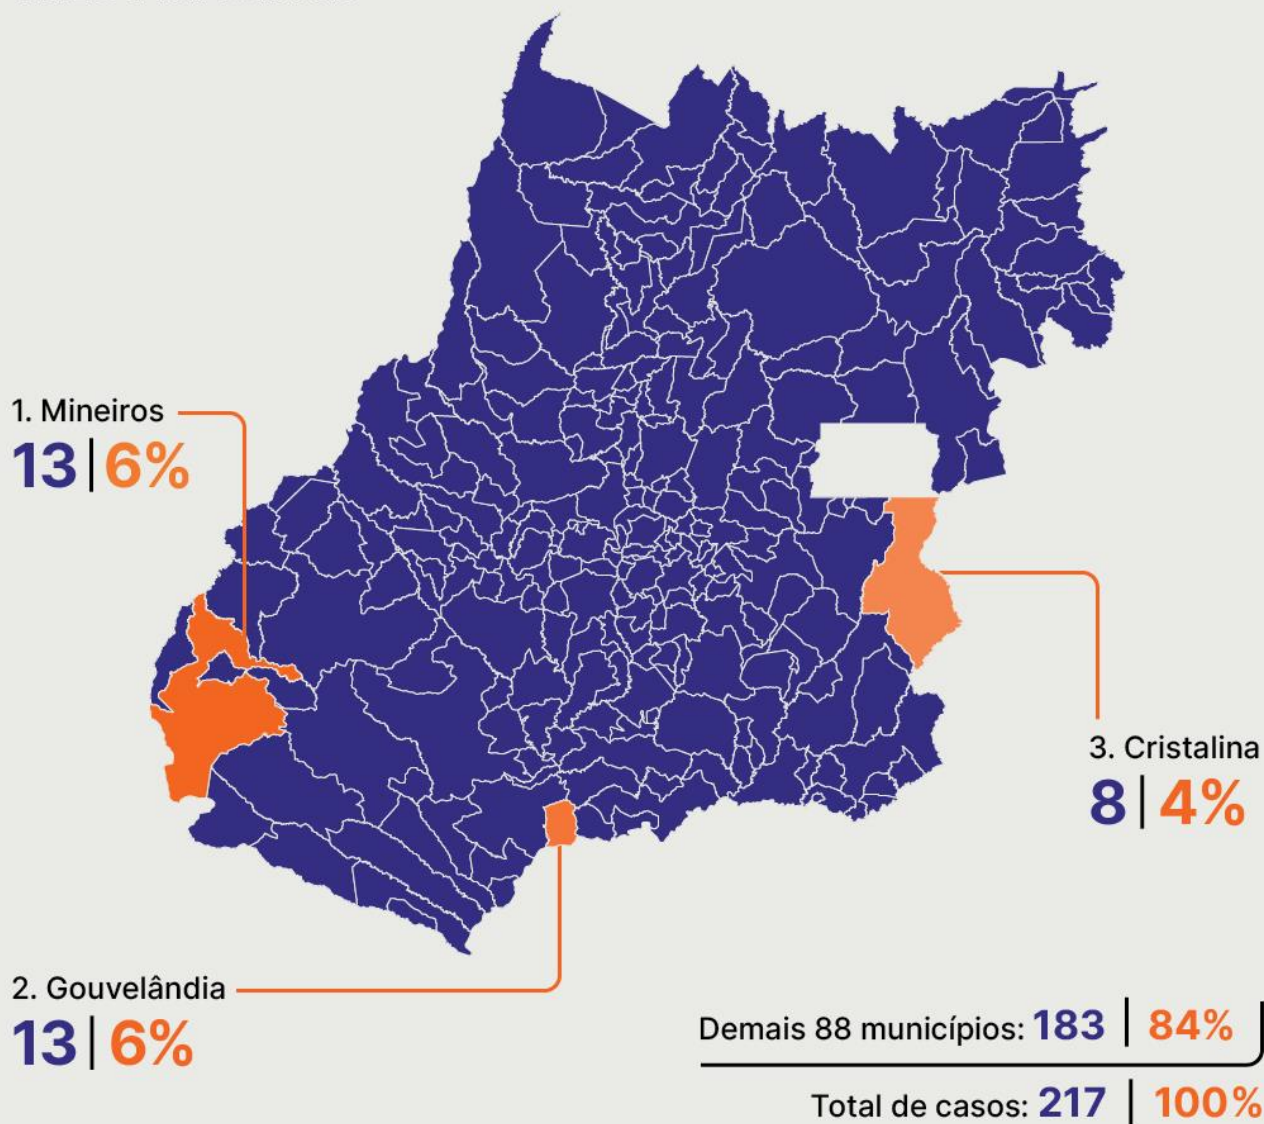 1. Mineiros
13 | 6%
3. Cristalina
8 | 4%
2. Gouvelândia
13 | 6%
Demais 88 municípios: 183 | 84%
Total de casos: 217 | 100%